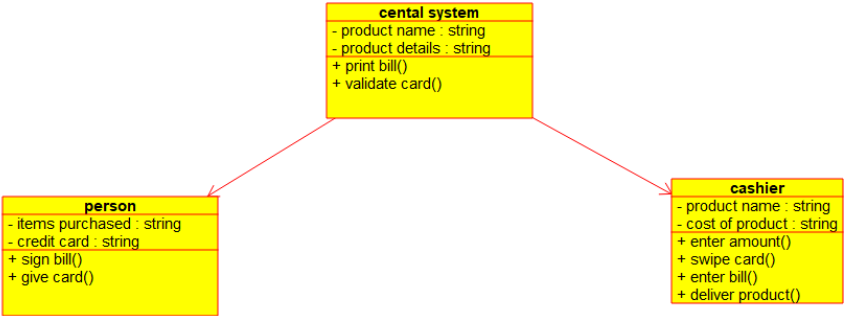 cental system
- product name : string
- product details : string
+ print bill()
+ validate card()
person
- items purchased : string
- credit card : string
+ sign bill()
+ give card()
cashier
- product name : string
- cost of product : string
+ enter amount()
+ swipe card()
+ enter bill()
+ deliver product()